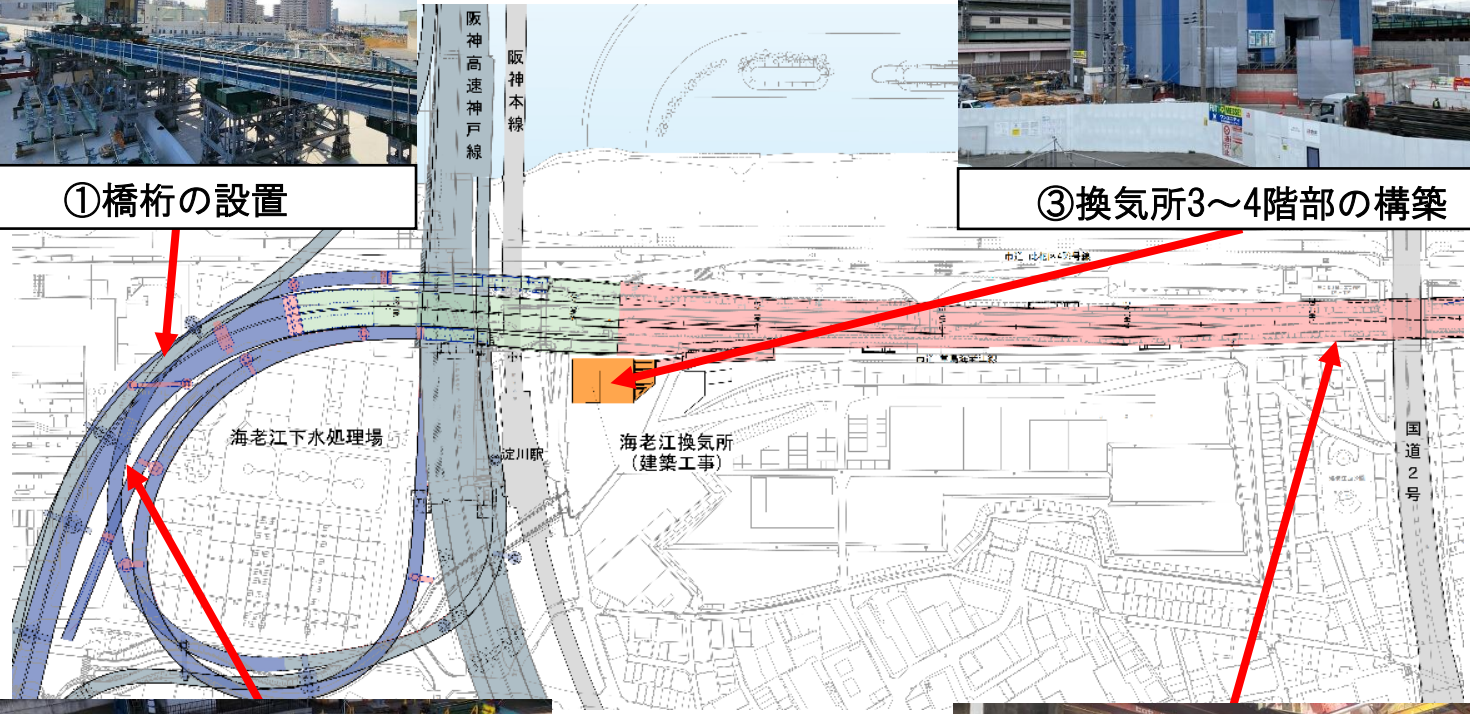 阪神高速神戸線
阪神本線
①橋桁の設置
③換気所3～4階部の構築
海老江下水処理場
淀川駅
海老江換気所
(建築工事)
国道2号